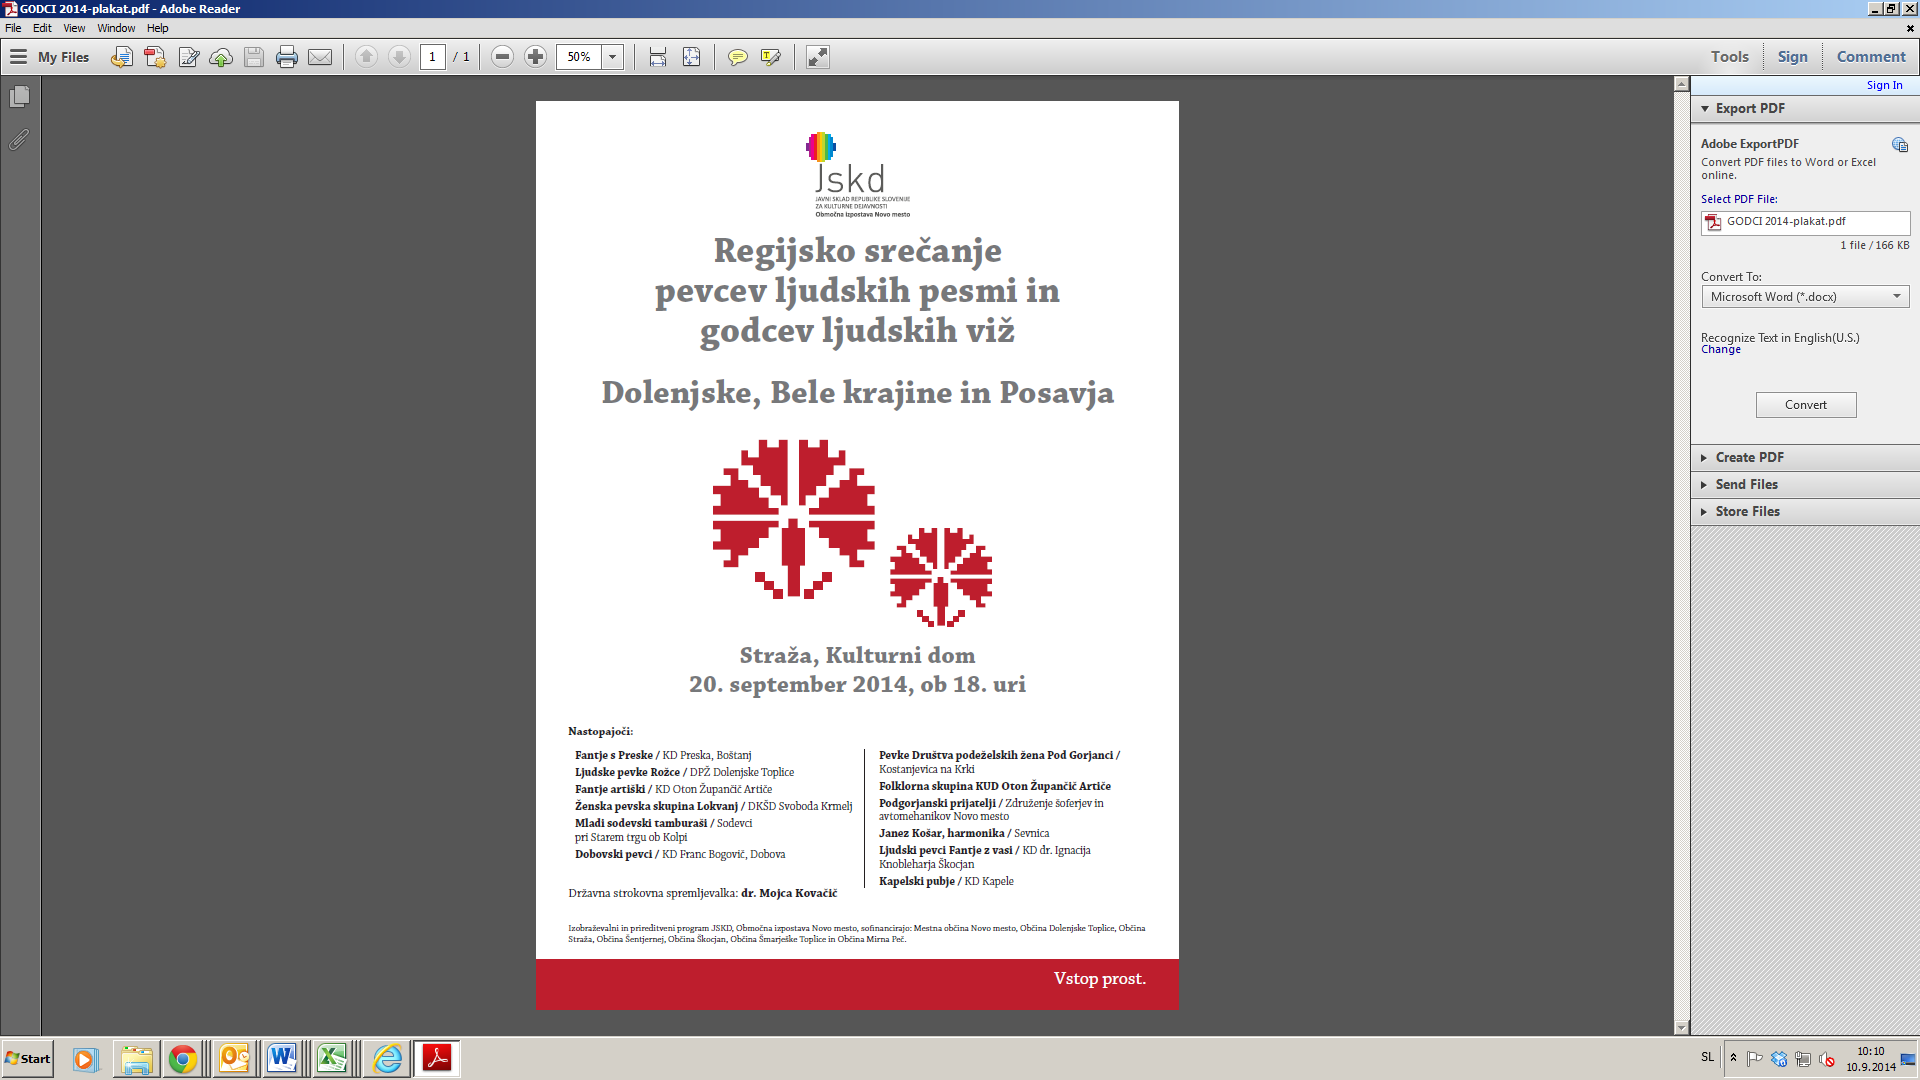 GODCI 2014-plakat.pdf - Adobe Reader
File Edit View Window Help
My Files
1 / 1
50%
Tools Sign Comment
Sign In
Export PDF
Adobe ExportPDF
Convert PDF files to Word or Excel
online.
Select PDF File:
GODCI 2014-plakat.pdf
1 file / 166 KB
Convert To:
Microsoft Word (*.docx)
Recognize Text in English(U.S.)
Change
Convert
Create PDF
Send Files
Store Files
Jskd
JAVNI SKLAD REPUBLIKE SLOVENIJE
ZA KULTURNE DEJAVNOSTI
Območna izpostava Novo mesto
Regijsko srečanje
pevcev ljudskih pesmi in
godcev ljudskih viž
Dolenjske, Bele krajine in Posavja
Straža, Kulturni dom
20. september 2014, ob 18. uri
Nastopajoči:
Fantje s Preske / KD Preska, Boštanj
Ljudske pevke Rožce / DPŽ Dolenjske Toplice
Fantje artiški / KD Oton Župančič Artiče
Ženska pevska skupina Lokvanj / DKŠD Svoboda Krmelj
Mladi sodevski tamburaši / Sodevci
pri Starem trgu ob Kolpi
Dobovski pevci / KD Franc Bogovič, Dobova
Pevke Društva podeželskih žena Pod Gorjanci /
Kostanjevica na Krki
Folklorna skupina KUD Oton Župančič Artiče
Podgorjanski prijatelji / Združenje šoferjev in
avtomehanikov Novo mesto
Janez Košar, harmonika / Sevnica
Ljudski pevci Fantje z vasi / KD dr. Ignacija
Knobleharja Škocjan
Kapelski pubje / KD Kapele
Državna strokovna spremljevalka: dr. Mojca Kovačič
Izobraževalni in prireditveni program JSKD, Območna izpostava Novo mesto, sofinancirajo: Mestna občina Novo mesto, Občina Dolenjske Toplice, Občina
Straža, Občina Šentjernej, Občina Škocjan, Občina Šmarješke Toplice in Občina Mirna Peč.
Vstop prost.
Start
SL
10:10
10.9.2014